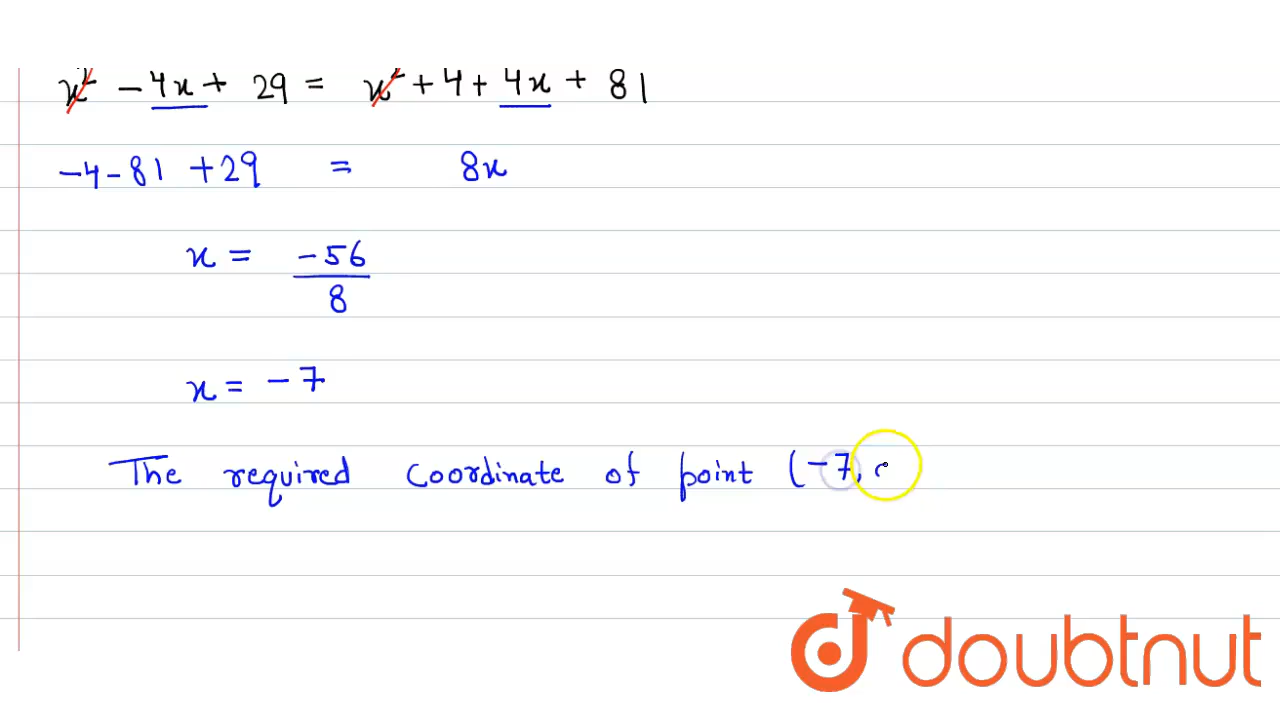 x² - 4x + 29 = x² + 4 + 4x + 81
-4 - 81 + 29 = 8x
x = -56/8
x = -7
The required coordinate of point (-7,
doubtnut